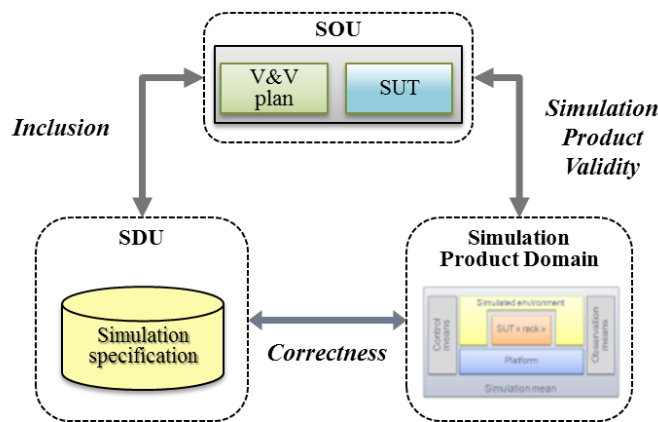 SOU
V&V
plan
SUT
Inclusion
Simulation
Product
Validity
SDU
Simulation
specification
Correctness
Simulation
Product Domain
Control
means
Simulated environment
SUT « rack »
Platform
Observation
means
Simulation mean